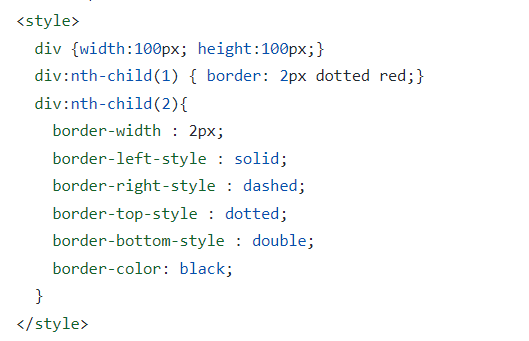 <style>
div {width:100px; height:100px;}
div:nth-child(1) { border: 2px dotted red;}
div:nth-child(2){
border-width : 2px;
border-left-style : solid;
border-right-style : dashed;
border-top-style : dotted;
border-bottom-style : double;
border-color: black;
}
</style>